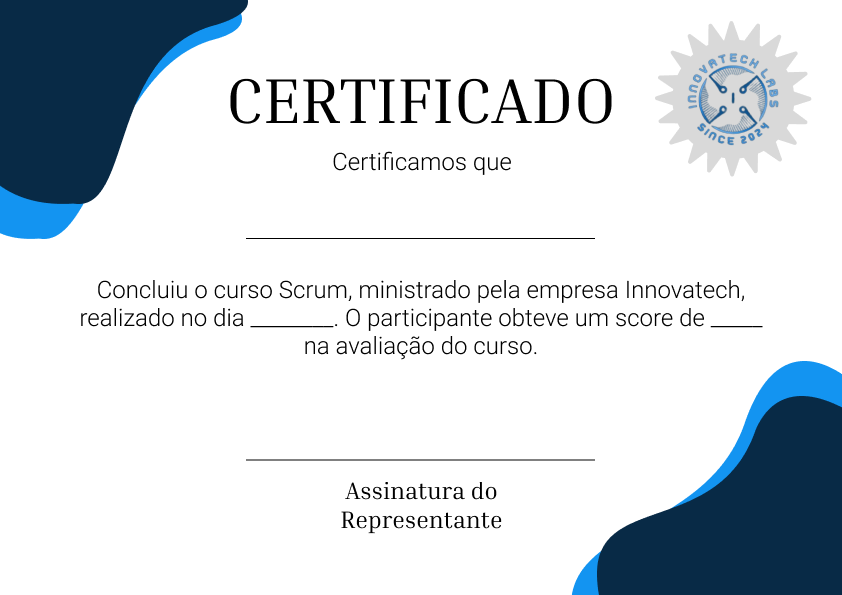 CERTIFICADO
INNOVATECH LABS
SINCE 2024
Certificamos que
Concluiu o curso Scrum, ministrado pela empresa Innovatech,
realizado no dia ________. O participante obteve um score de _____
na avaliação do curso.
Assinatura do
Representante